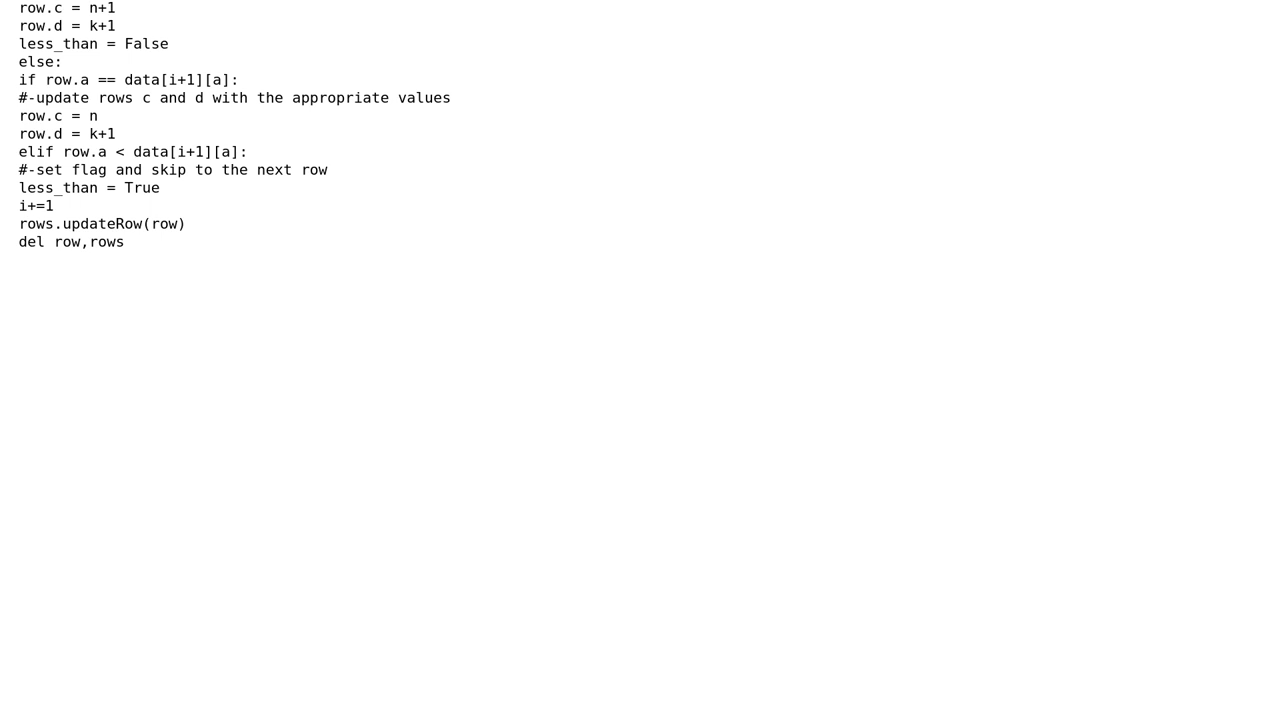 row.c = n+1
row.d = k+1
less_than = False
else:
if row.a == data[i+1][a]:
#-update rows c and d with the appropriate values
row.c = n
row.d = k+1
elif row.a < data[i+1][a]:
#-set flag and skip to the next row
less_than = True
i+=1
rows.updateRow(row)
del row,rows